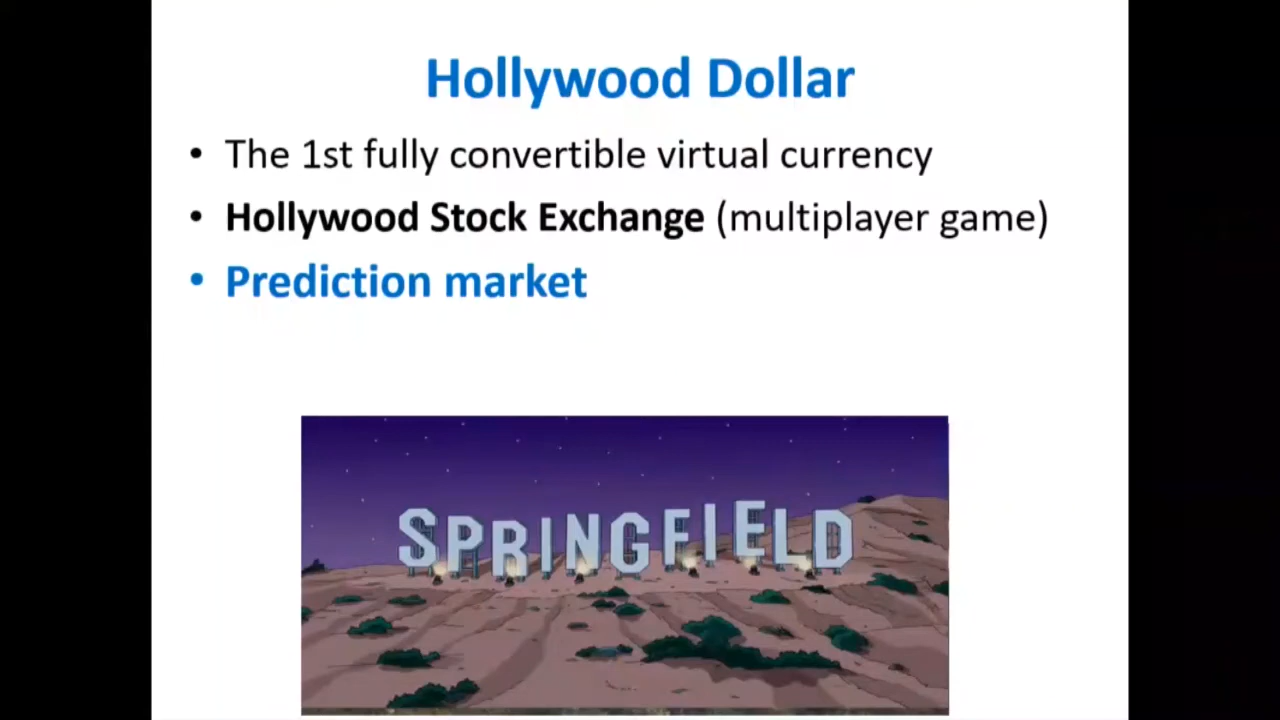 Hollywood Dollar
• The 1st fully convertible virtual currency
• Hollywood Stock Exchange (multiplayer game)
• Prediction market
SPRINGFIELD